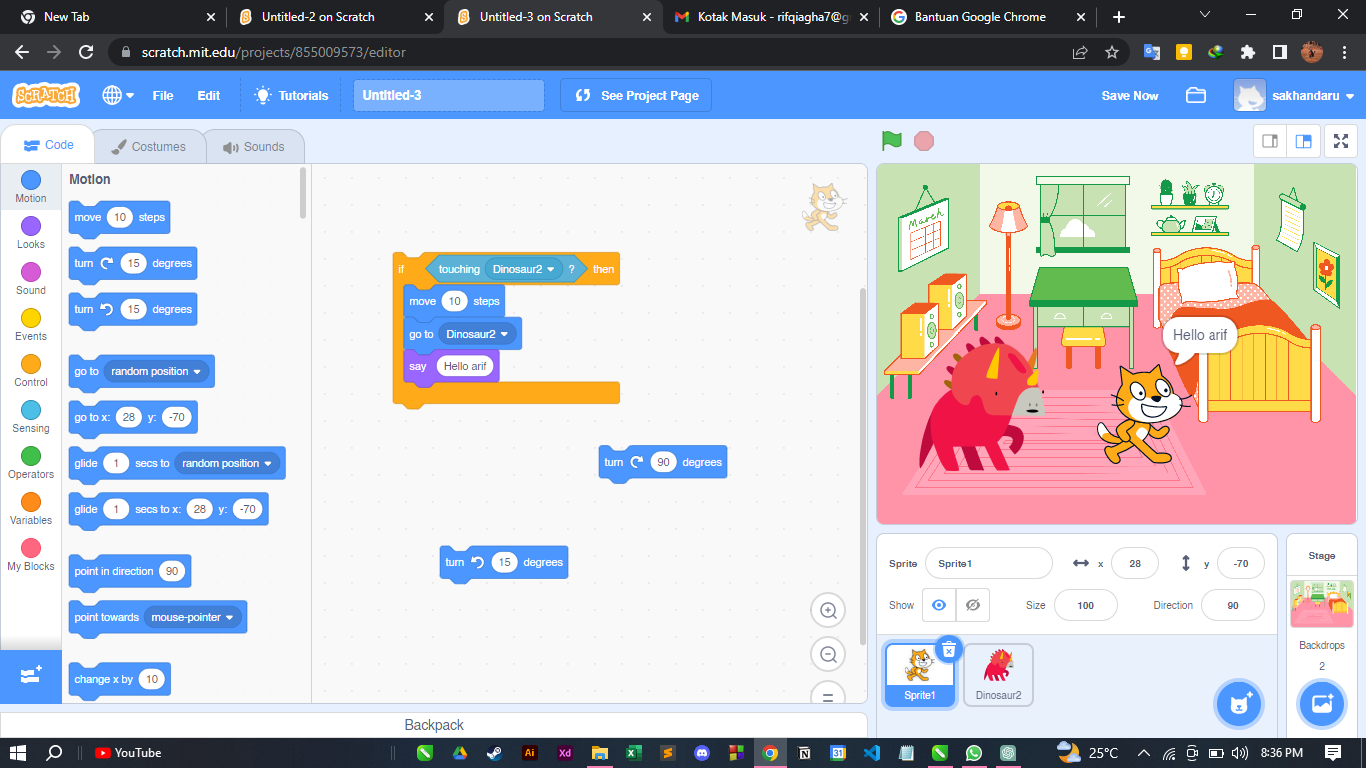 New Tab
Untitled-2 on Scratch
Untitled-3 on Scratch
Kotak Masuk - rifqiagha7@g
Bantuan Google Chrome
scratch.mit.edu/projects/855009573/editor
SCRATCH
File
Edit
Tutorials
Untitled-3
See Project Page
Save Now
sakhandaru
Code
Costumes
Sounds
Motion
Looks
Sound
Events
Control
Sensing
Operators
Variables
My Blocks
Motion
move 10 steps
turn 15 degrees
turn 15 degrees
go to random position
go to x: 28 y: -70
glide 1 secs to random position
glide 1 secs to x: 28 y: -70
point in direction 90
point towards mouse-pointer
change x by 10
if touching Dinosaur2 ? then
move 10 steps
go to Dinosaur2
say Hello arif
turn 90 degrees
turn 15 degrees
March
Hello arif
Sprite Sprite1 x 28 y -70
Show Size 100 Direction 90
Sprite1
Dinosaur2
Stage
Backdrops
2
Backpack
YouTube
Ai
Xd
31
25°C
8:36 PM